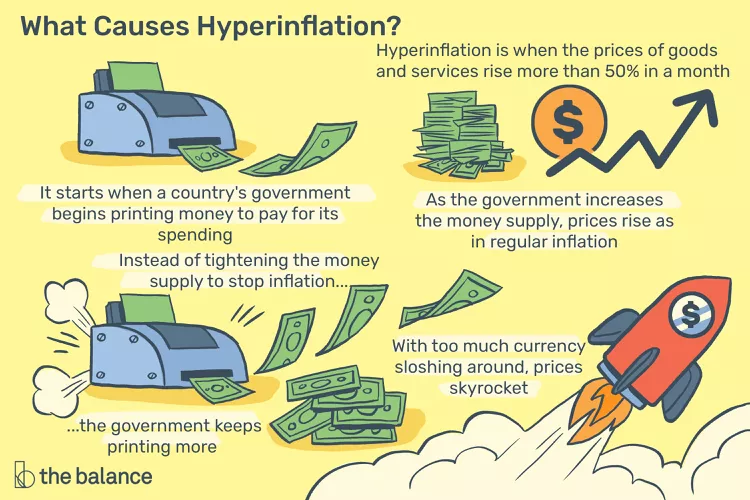 What Causes Hyperinflation?
Hyperinflation is when the prices of goods
and services rise more than 50% in a month
$
It starts when a country's government
begins printing money to pay for its
spending
As the government increases
the money supply, prices rise as
in regular inflation
Instead of tightening the money
supply to stop inflation...
$
With too much currency
sloshing around, prices
skyrocket
...the government keeps
printing more
the balance